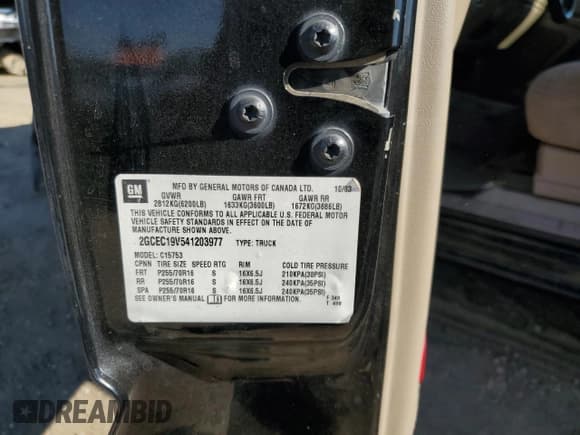 GM
MFD BY GENERAL MOTORS OF CANADA LTD. 10/03
GVWR GAWR FRT GAWR RR
2812KG(6200LB) 1633KG(3600LB) 1672KG(3686LB)
THIS VEHICLE CONFORMS TO ALL APPLICABLE U.S. FEDERAL MOTOR
VEHICLE SAFETY STANDARDS IN EFFECT ON THE DATE OF
MANUFACTURE SHOWN ABOVE.
2GCEC19V541203977 TYPE: TRUCK
MODEL: C15753
CPNN TIRE SIZE SPEED RTG RIM COLD TIRE PRESSURE
FRT P255/70R16 S 16X6.5J 210KPA(30PSI)
RR P255/70R16 S 16X6.5J 240KPA(35PSI)
SPA P255/70R16 S 16X6.5J 240KPA(35PSI)
SEE OWNER'S MANUAL FOR MORE INFORMATION.
DREAMBID